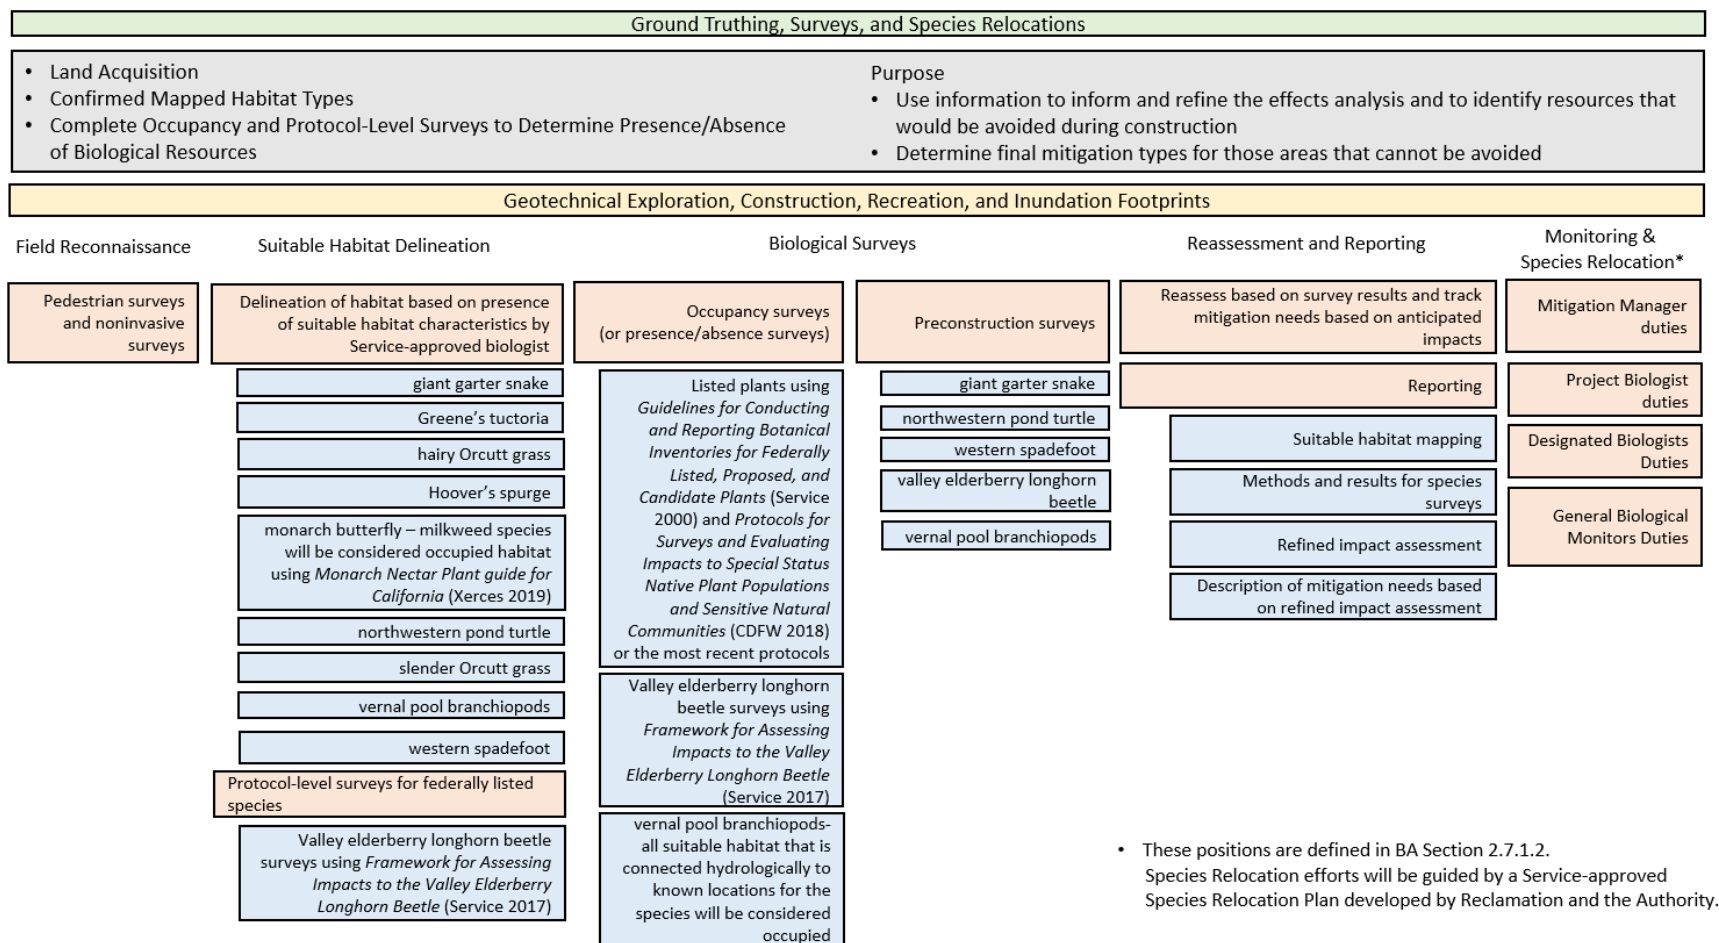 Ground Truthing, Surveys, and Species Relocations
• Land Acquisition
• Confirmed Mapped Habitat Types
• Complete Occupancy and Protocol-Level Surveys to Determine Presence/Absence
of Biological Resources
Purpose
• Use information to inform and refine the effects analysis and to identify resources that
would be avoided during construction
• Determine final mitigation types for those areas that cannot be avoided
Geotechnical Exploration, Construction, Recreation, and Inundation Footprints
Field Reconnaissance
Pedestrian surveys
and noninvasive
surveys
Suitable Habitat Delineation
Delineation of habitat based on presence
of suitable habitat characteristics by
Service-approved biologist
giant garter snake
Greene’s tuctoria
hairy Orcutt grass
Hoover’s spurge
monarch butterfly – milkweed species
will be considered occupied habitat
using Monarch Nectar Plant guide for
California (Xerces 2019)
northwestern pond turtle
slender Orcutt grass
vernal pool branchiopods
western spadefoot
Protocol-level surveys for federally listed
species
Valley elderberry longhorn beetle
surveys using Framework for Assessing
Impacts to the Valley Elderberry
Longhorn Beetle (Service 2017)
Biological Surveys
Occupancy surveys
(or presence/absence surveys)
Listed plants using
Guidelines for Conducting
and Reporting Botanical
Inventories for Federally
Listed, Proposed, and
Candidate Plants (Service
2000) and Protocols for
Surveys and Evaluating
Impacts to Special Status
Native Plant Populations
and Sensitive Natural
Communities (CDFW 2018)
or the most recent protocols
Valley elderberry longhorn
beetle surveys using
Framework for Assessing
Impacts to the Valley
Elderberry Longhorn Beetle
(Service 2017)
vernal pool branchiopods-
all suitable habitat that is
connected hydrologically to
known locations for the
species will be considered
occupied
Preconstruction surveys
giant garter snake
northwestern pond turtle
western spadefoot
valley elderberry longhorn
beetle
vernal pool branchiopods
Reassessment and Reporting
Reassess based on survey results and track
mitigation needs based on anticipated
impacts
Reporting
Suitable habitat mapping
Methods and results for species
surveys
Refined impact assessment
Description of mitigation needs based
on refined impact assessment
Monitoring &
Species Relocation*
Mitigation Manager
duties
Project Biologist
duties
Designated Biologists
Duties
General Biological
Monitors Duties
• These positions are defined in BA Section 2.7.1.2.
Species Relocation efforts will be guided by a Service-approved
Species Relocation Plan developed by Reclamation and the Authority.